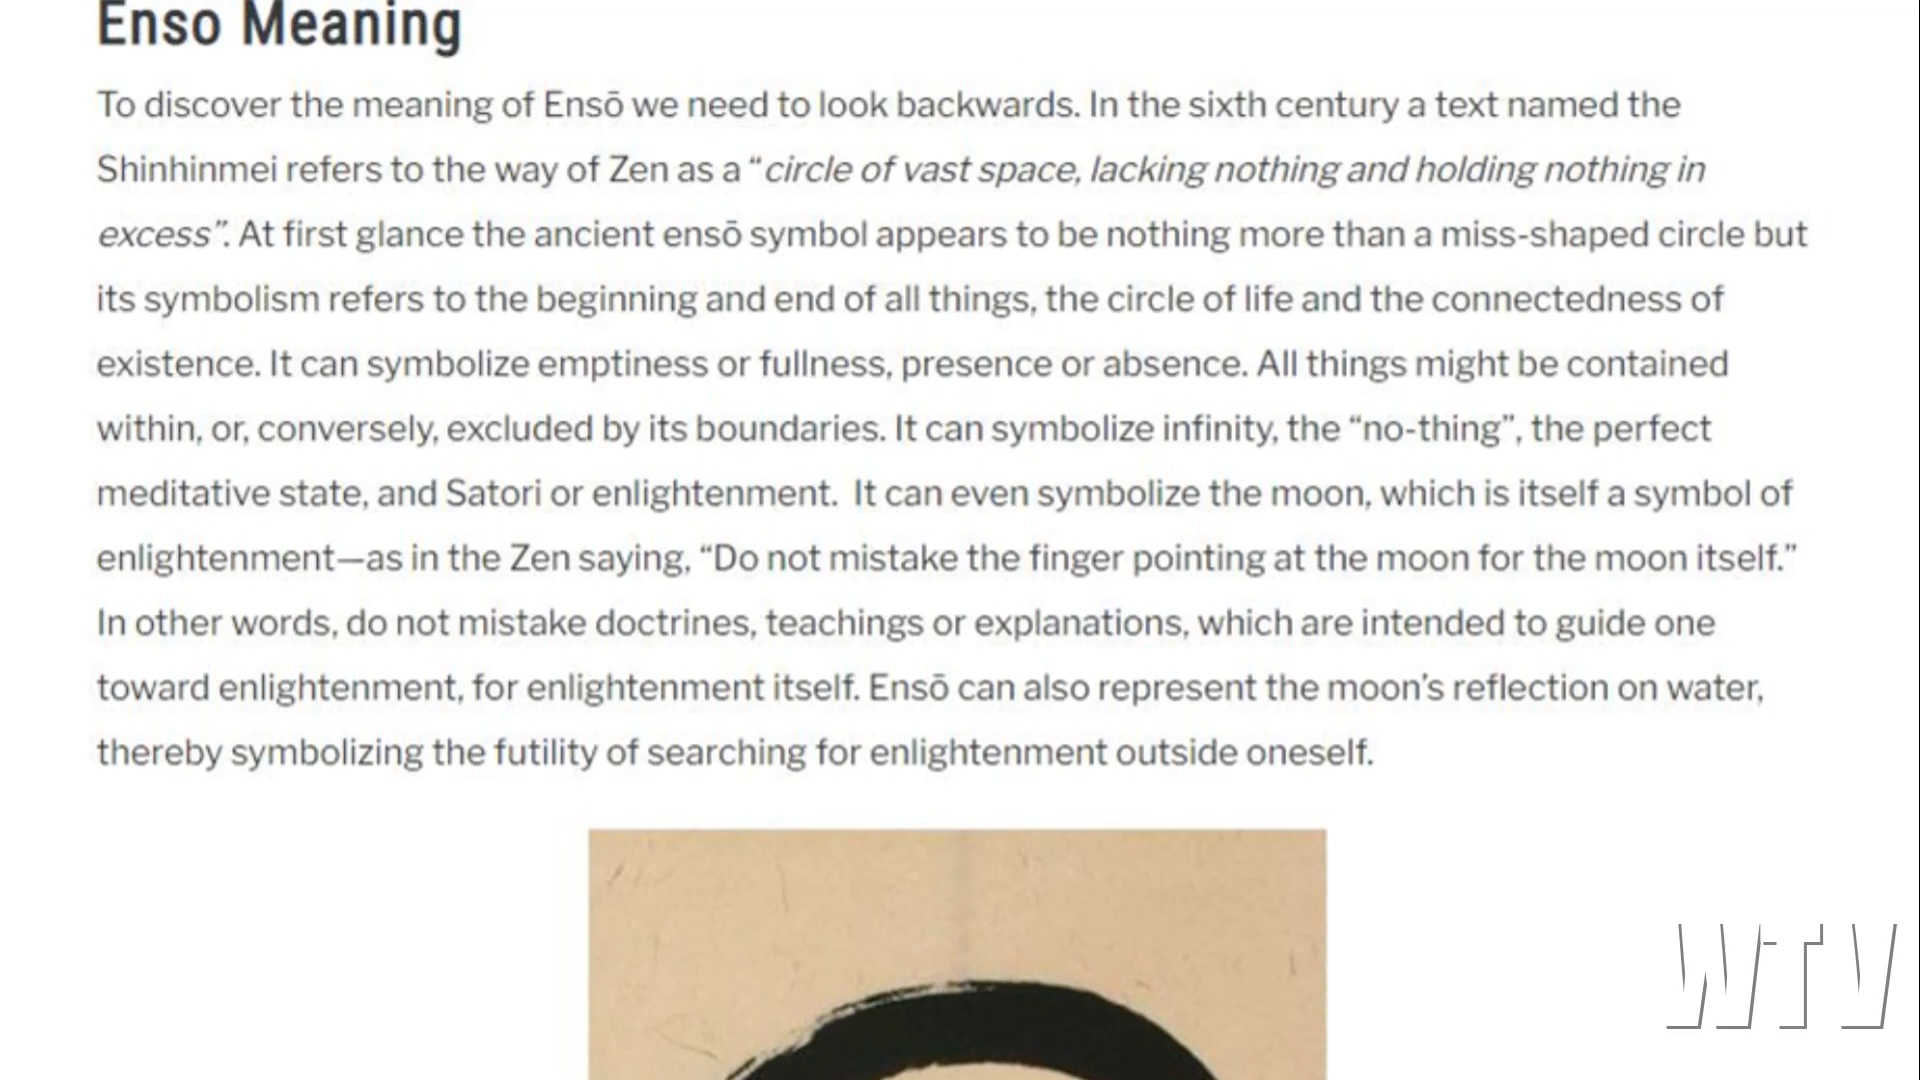 Enso Meaning
To discover the meaning of Ensō we need to look backwards. In the sixth century a text named the
Shinhinmei refers to the way of Zen as a “circle of vast space, lacking nothing and holding nothing in
excess”. At first glance the ancient ensō symbol appears to be nothing more than a miss-shaped circle but
its symbolism refers to the beginning and end of all things, the circle of life and the connectedness of
existence. It can symbolize emptiness or fullness, presence or absence. All things might be contained
within, or, conversely, excluded by its boundaries. It can symbolize infinity, the “no-thing”, the perfect
meditative state, and Satori or enlightenment.  It can even symbolize the moon, which is itself a symbol of
enlightenment—as in the Zen saying, “Do not mistake the finger pointing at the moon for the moon itself.”
In other words, do not mistake doctrines, teachings or explanations, which are intended to guide one
toward enlightenment, for enlightenment itself. Ensō can also represent the moon’s reflection on water,
thereby symbolizing the futility of searching for enlightenment outside oneself.
WTV